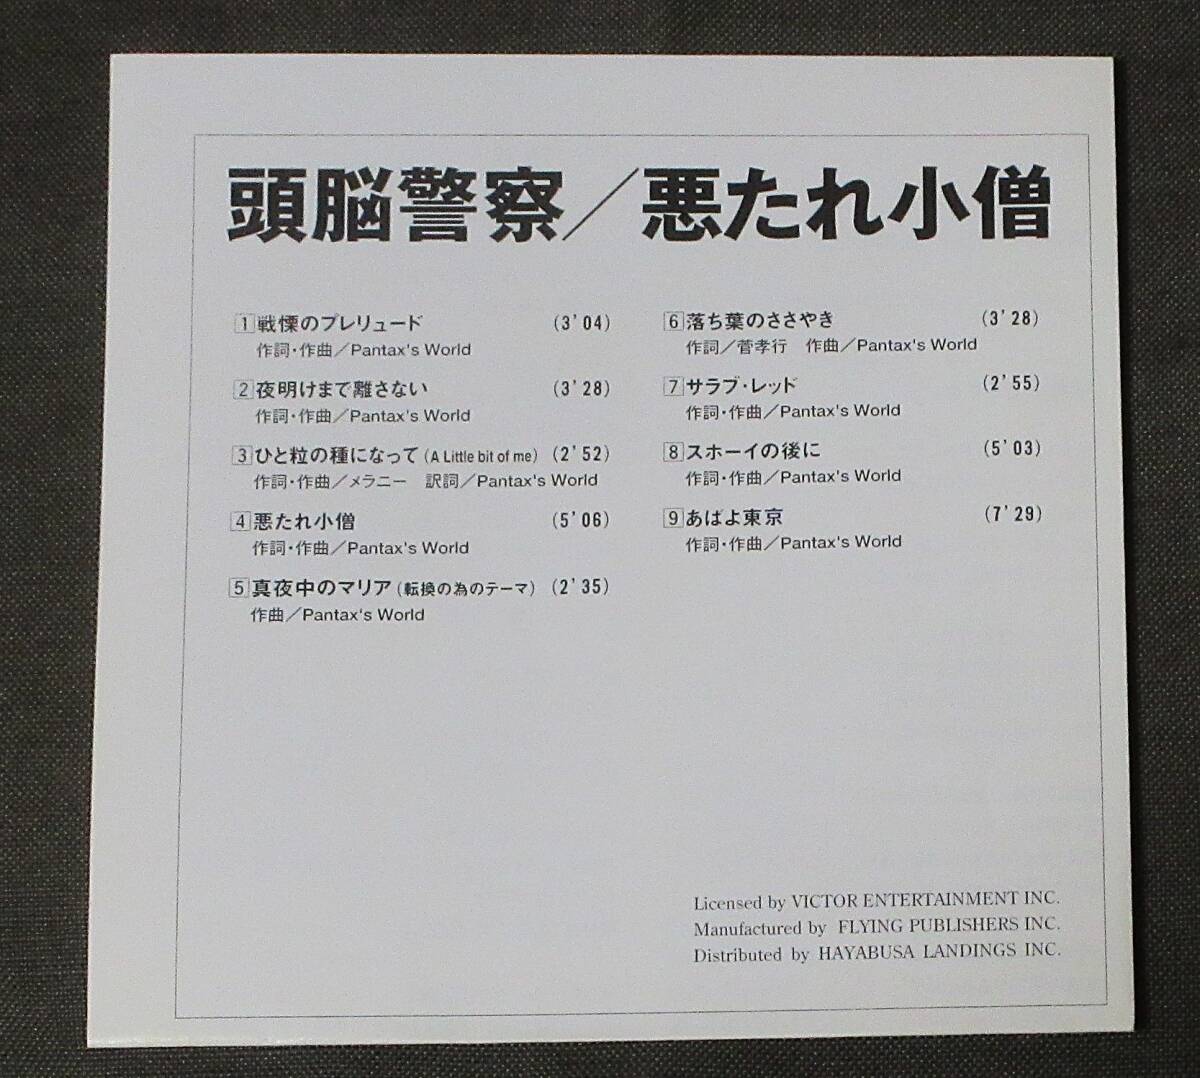 頭脳警察／悪たれ小僧
1 戦慄のプレリュード (3'04)
作詞・作曲／Pantax's World
2 夜明けまで離さない (3'28)
作詞・作曲／Pantax's World
3 ひと粒の種になって (A Little bit of me) (2'52)
作詞・作曲／メラニー 訳詞／Pantax's World
4 悪たれ小僧 (5'06)
作詞・作曲／Pantax's World
5 真夜中のマリア (転換の為のテーマ) (2'35)
作曲／Pantax's World
6 落ち葉のささやき (3'28)
作詞／菅孝行 作曲／Pantax's World
7 サラブ・レッド (2'55)
作詞・作曲／Pantax's World
8 スホーイの後に (5'03)
作詞・作曲／Pantax's World
9 あばよ東京 (7'29)
作詞・作曲／Pantax's World
Licensed by VICTOR ENTERTAINMENT INC.
Manufactured by FLYING PUBLISHERS INC.
Distributed by HAYABUSA LANDINGS INC.